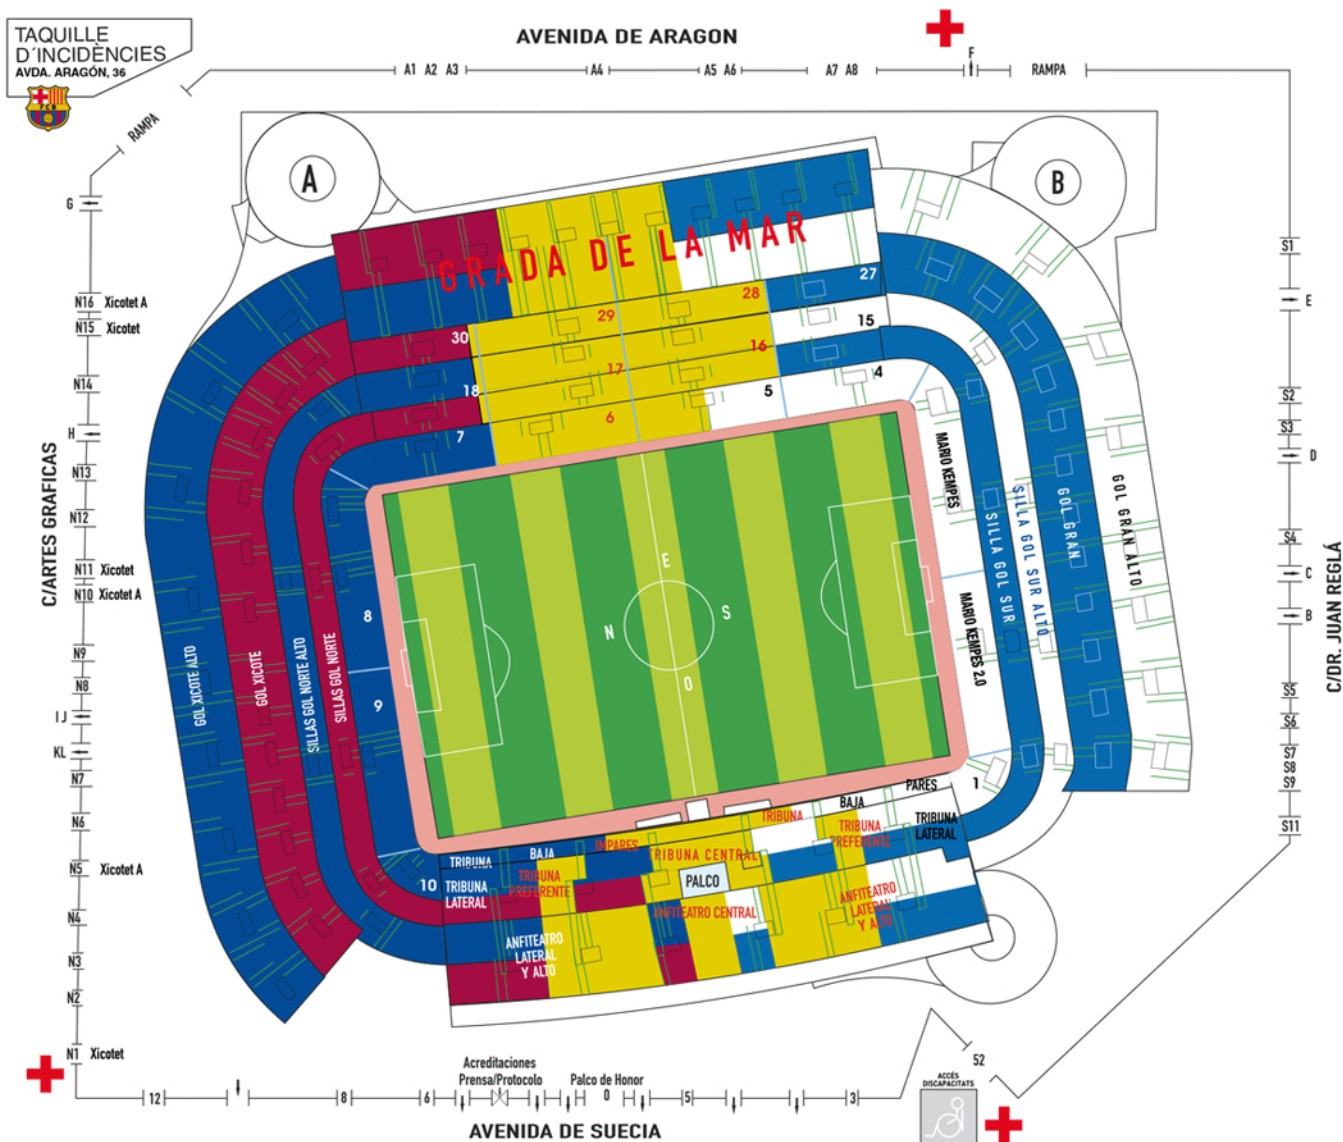 TAQUILLE
D´INCIDÈNCIES
AVDA. ARAGÓN, 36
FCB
AVENIDA DE ARAGON
A1 A2 A3
A4
A5 A6
A7 A8
F
RAMPA
RAMPA
A
B
G
N16 Xicotet A
N15 Xicotet
N14
H
N13
N12
N11 Xicotet
N10 Xicotet A
N9
N8
I J
KL
N7
N6
N5 Xicotet A
N4
N3
N2
N1 Xicotet
C/ARTES GRAFICAS
S1
E
S2
S3
D
S4
C
B
S5
S6
S7
S8
S9
S11
C/DR. JUAN REGLÁ
GRADA DE LA MAR
27
28
29
30
15
16
17
18
4
5
6
7
8
9
10
1
GOL XICOTE ALTO
GOL XICOTE
SILLAS GOL NORTE ALTO
SILLAS GOL NORTE
MARIO KEMPES
MARIO KEMPES 2.0
SILLA GOL SUR
SILLA GOL SUR ALTO
GOL GRAN
GOL GRAN ALTO
E
S
N
O
PARES
BAJA
TRIBUNA
LATERAL
TRIBUNA
TRIBUNA
PREFERENTE
IMPARES
TRIBUNA CENTRAL
BAJA
TRIBUNA
TRIBUNA
PREFERENTE
TRIBUNA
LATERAL
PALCO
ANFITEATRO CENTRAL
ANFITEATRO
LATERAL
Y ALTO
ANFITEATRO
LATERAL
Y ALTO
Acreditaciones
Prensa/Protocolo
Palco de Honor
0
12
8
6
5
3
52
ACCÉS
DISCAPACITATS
AVENIDA DE SUECIA